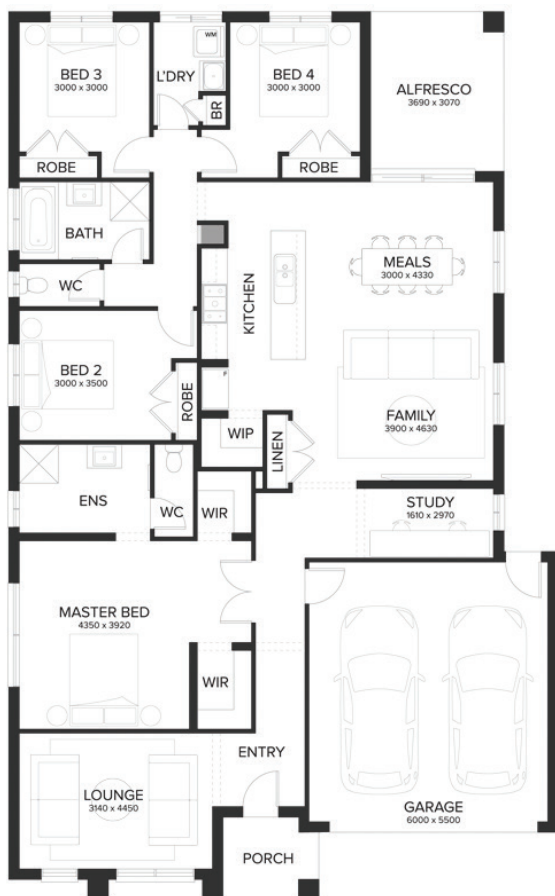 BED 3
3000 x 3000
L'DRY
WM
BR
BED 4
3000 x 3000
ALFRESCO
3690 x 3070
ROBE
ROBE
BATH
WC
KITCHEN
MEALS
3000 x 4330
BED 2
3000 x 3500
ROBE
F
WIP
LINEN
FAMILY
3900 x 4630
ENS
WC
WIR
STUDY
1610 x 2970
MASTER BED
4350 x 3920
WIR
ENTRY
LOUNGE
3140 x 4450
GARAGE
6000 x 5500
PORCH